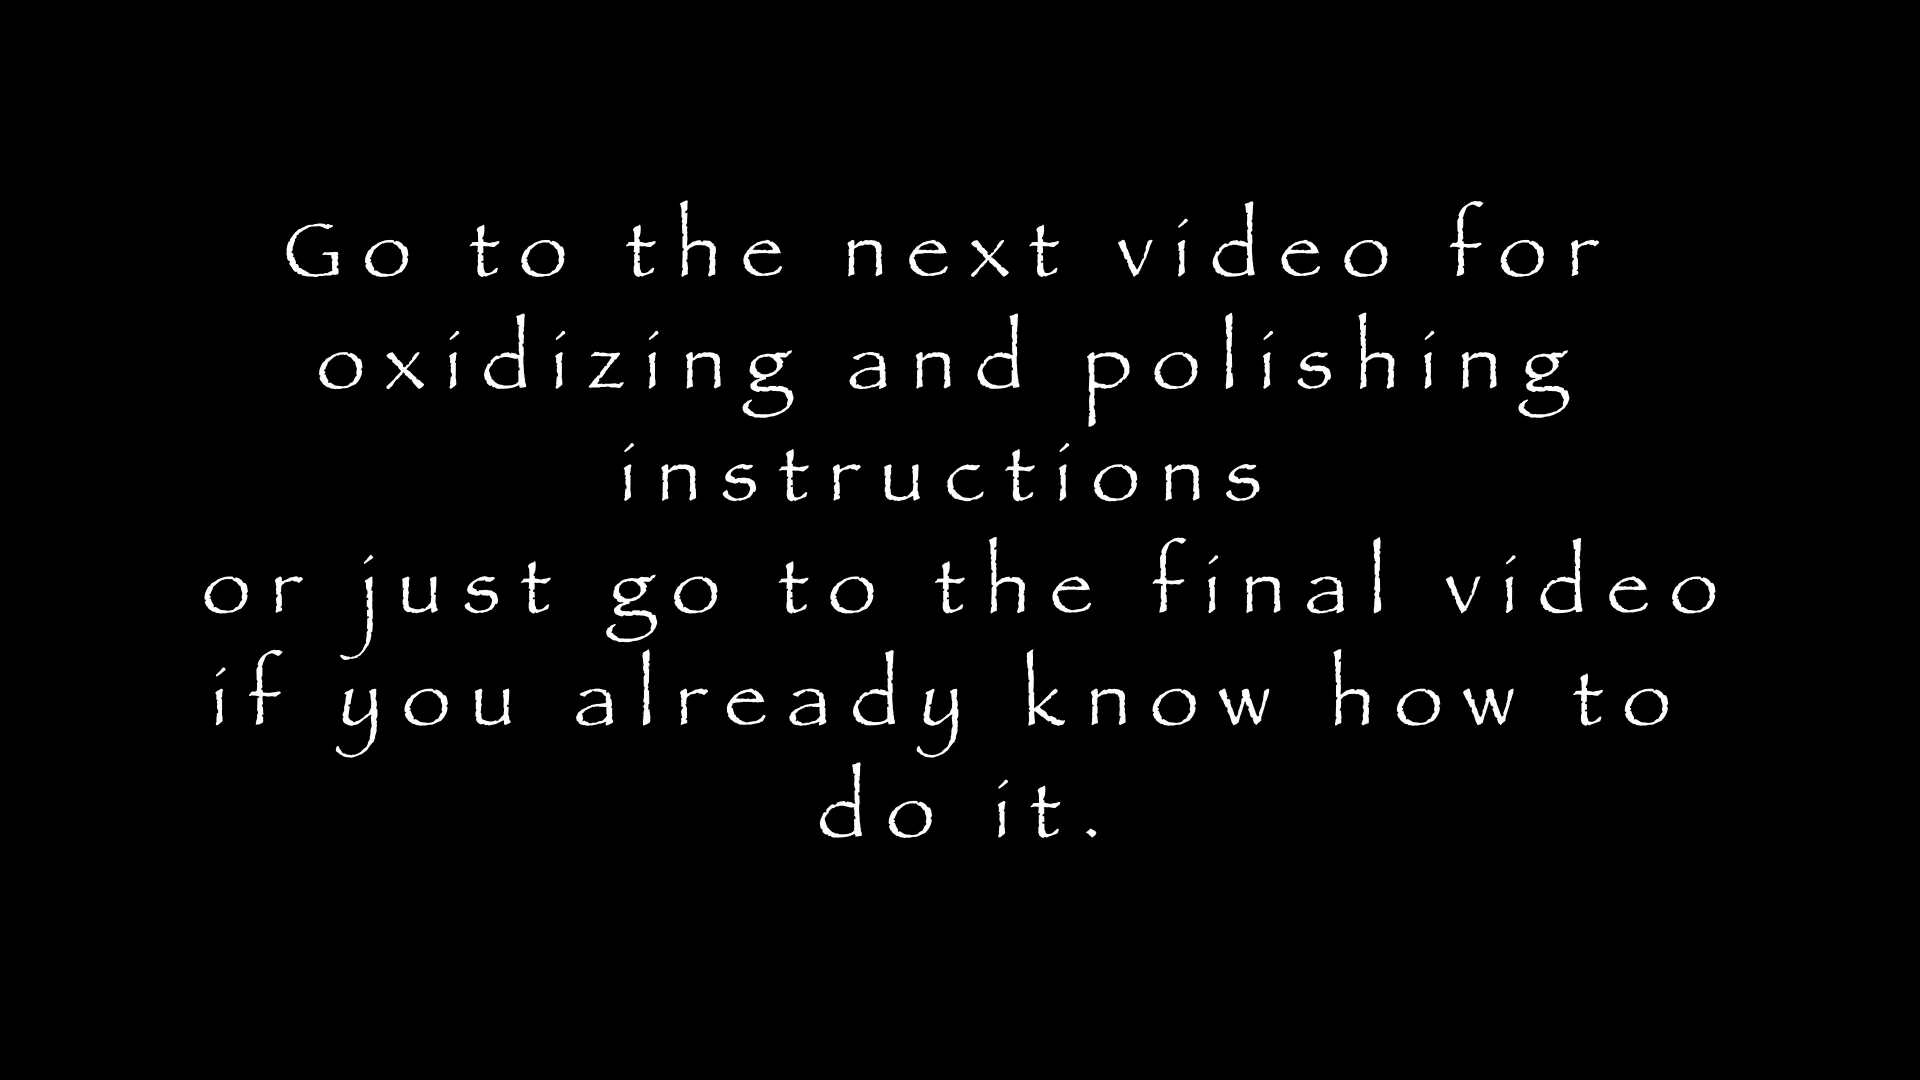 Go to the next video for
oxidizing and polishing
instructions
or just go to the final video
if you already know how to
do it.